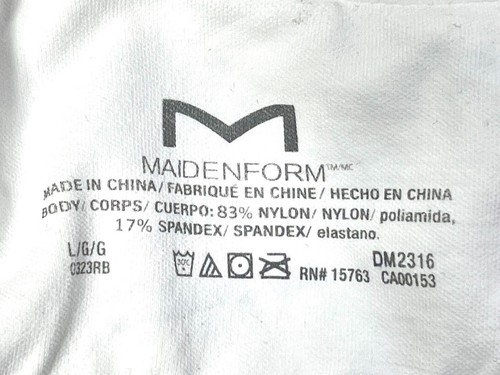 MAIDENFORM™/MC
MADE IN CHINA/ FABRIQUÉ EN CHINE/ HECHO EN CHINA
BODY/ CORPS/ CUERPO: 83% NYLON/ NYLON/ poliamida,
17% SPANDEX/ SPANDEX/ elastano.
L/G/G
0323RB
30C
RN# 15763
DM2316
CA00153